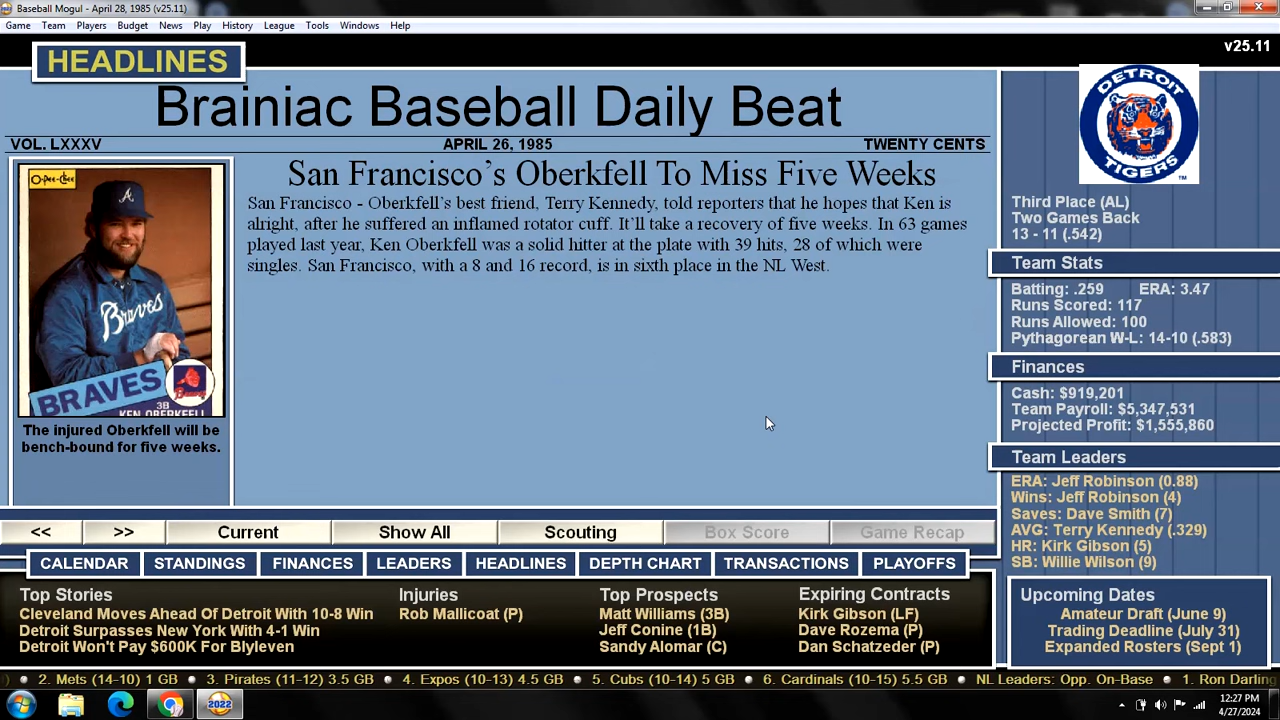 Baseball Mogul - April 28, 1985 (v25.11)
Game Team Players Budget News Play History League Tools Windows Help
HEADLINES
v25.11
Brainiac Baseball Daily Beat
VOL. LXXXV APRIL 26, 1985 TWENTY CENTS
O-Pee-Chee
A
Braves
BRAVES
3B
KEN OBERKFELL
The injured Oberkfell will be
bench-bound for five weeks.
San Francisco's Oberkfell To Miss Five Weeks
San Francisco - Oberkfell's best friend, Terry Kennedy, told reporters that he hopes that Ken is
alright, after he suffered an inflamed rotator cuff. It'll take a recovery of five weeks. In 63 games
played last year, Ken Oberkfell was a solid hitter at the plate with 39 hits, 28 of which were
singles. San Francisco, with a 8 and 16 record, is in sixth place in the NL West.
DETROIT
TIGERS
Third Place (AL)
Two Games Back
13 - 11 (.542)
Team Stats
Batting: .259 ERA: 3.47
Runs Scored: 117
Runs Allowed: 100
Pythagorean W-L: 14-10 (.583)
Finances
Cash: $919,201
Team Payroll: $5,347,531
Projected Profit: $1,555,860
Team Leaders
ERA: Jeff Robinson (0.88)
Wins: Jeff Robinson (4)
Saves: Dave Smith (7)
AVG: Terry Kennedy (.329)
HR: Kirk Gibson (5)
SB: Willie Wilson (9)
<< >> Current Show All Scouting Box Score Game Recap
CALENDAR STANDINGS FINANCES LEADERS HEADLINES DEPTH CHART TRANSACTIONS PLAYOFFS
Top Stories
Cleveland Moves Ahead Of Detroit With 10-8 Win
Detroit Surpasses New York With 4-1 Win
Detroit Won't Pay $600K For Blyleven
Injuries
Rob Mallicoat (P)
Top Prospects
Matt Williams (3B)
Jeff Conine (1B)
Sandy Alomar (C)
Expiring Contracts
Kirk Gibson (LF)
Dave Rozema (P)
Dan Schatzeder (P)
Upcoming Dates
Amateur Draft (June 9)
Trading Deadline (July 31)
Expanded Rosters (Sept 1)
2. Mets (14-10) 1 GB 3. Pirates (11-12) 3.5 GB 4. Expos (10-13) 4.5 GB 5. Cubs (10-14) 5 GB 6. Cardinals (10-15) 5.5 GB NL Leaders: Opp. On-Base 1. Ron Darling
2022
12:27 PM
4/27/2024